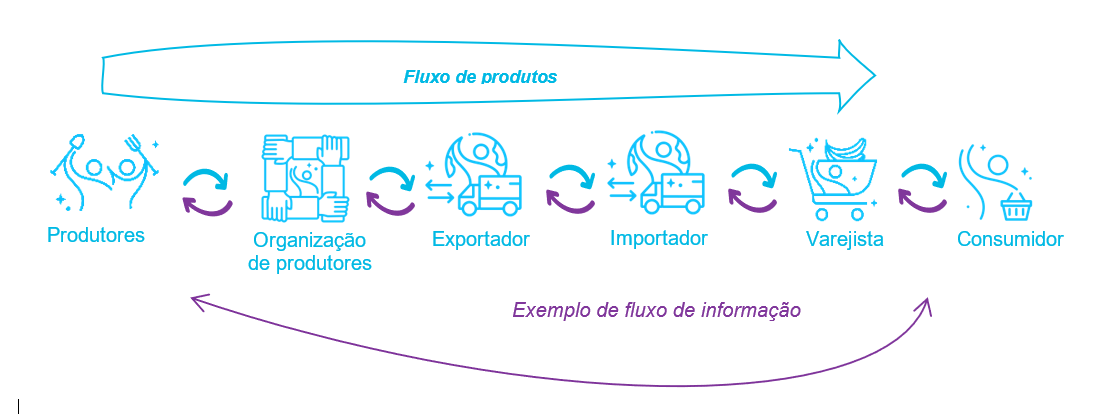 Fluxo de produtos
Produtores
Organização
de produtores
Exportador
Importador
Varejista
Consumidor
Exemplo de fluxo de informação